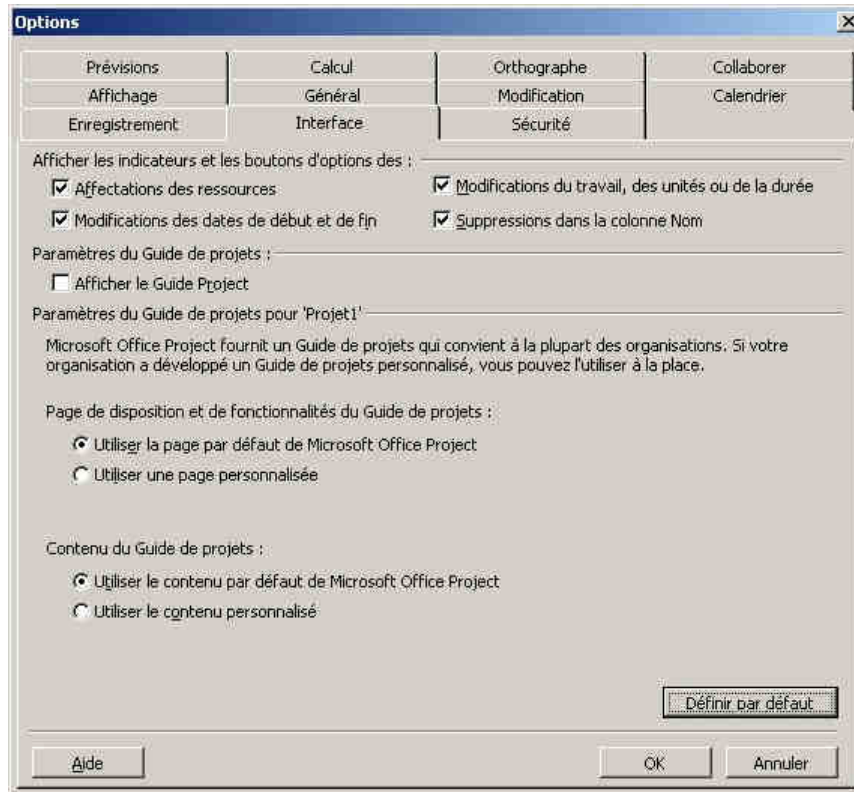 Options
Prévisions Calcul Orthographe Collaborer
Affichage Général Modification Calendrier
Enregistrement Interface Sécurité
Afficher les indicateurs et les boutons d'options des :
Affectations des ressources
Modifications du travail, des unités ou de la durée
Modifications des dates de début et de fin
Suppressions dans la colonne Nom
Paramètres du Guide de projets :
Afficher le Guide Project
Paramètres du Guide de projets pour 'Projet1'
Microsoft Office Project fournit un Guide de projets qui convient à la plupart des organisations. Si votre
organisation a développé un Guide de projets personnalisé, vous pouvez l'utiliser à la place.
Page de disposition et de fonctionnalités du Guide de projets :
Utiliser la page par défaut de Microsoft Office Project
Utiliser une page personnalisée
Contenu du Guide de projets :
Utiliser le contenu par défaut de Microsoft Office Project
Utiliser le contenu personnalisé
Définir par défaut
Aide OK Annuler